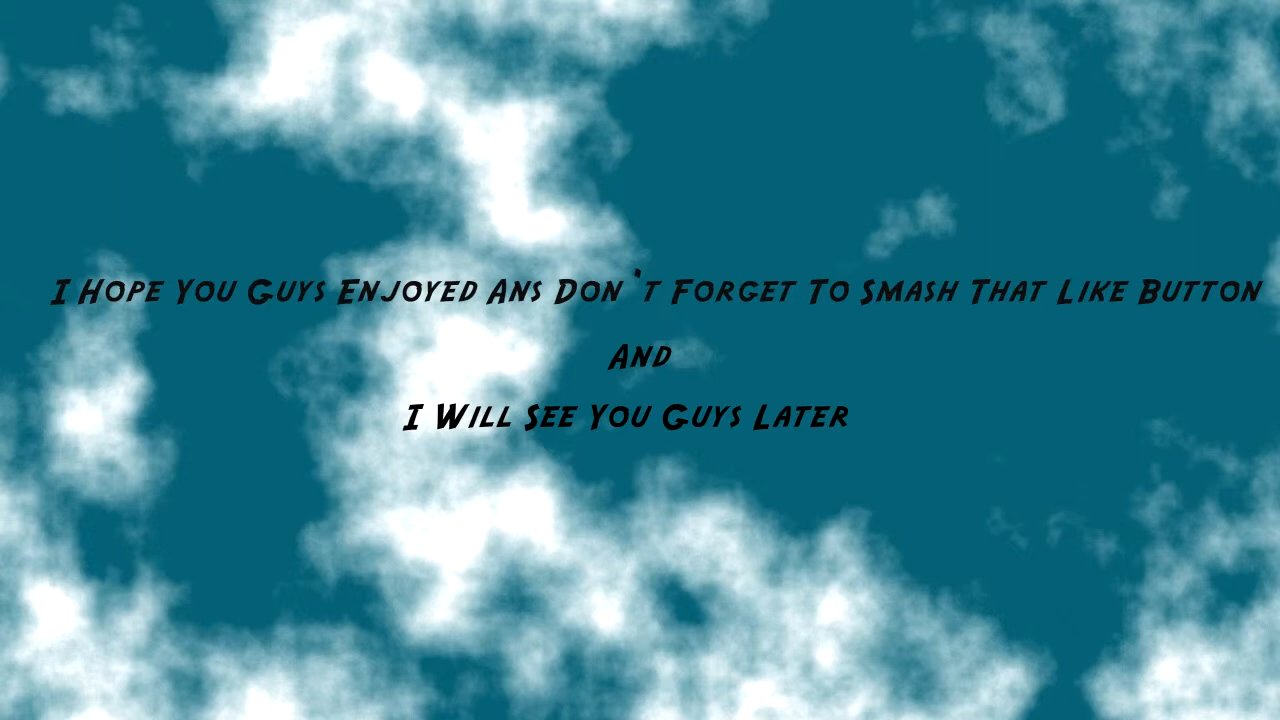 I Hope You Guys Enjoyed Ans Don`t Forget To Smash That Like Button
And
I Will See You Guys Later